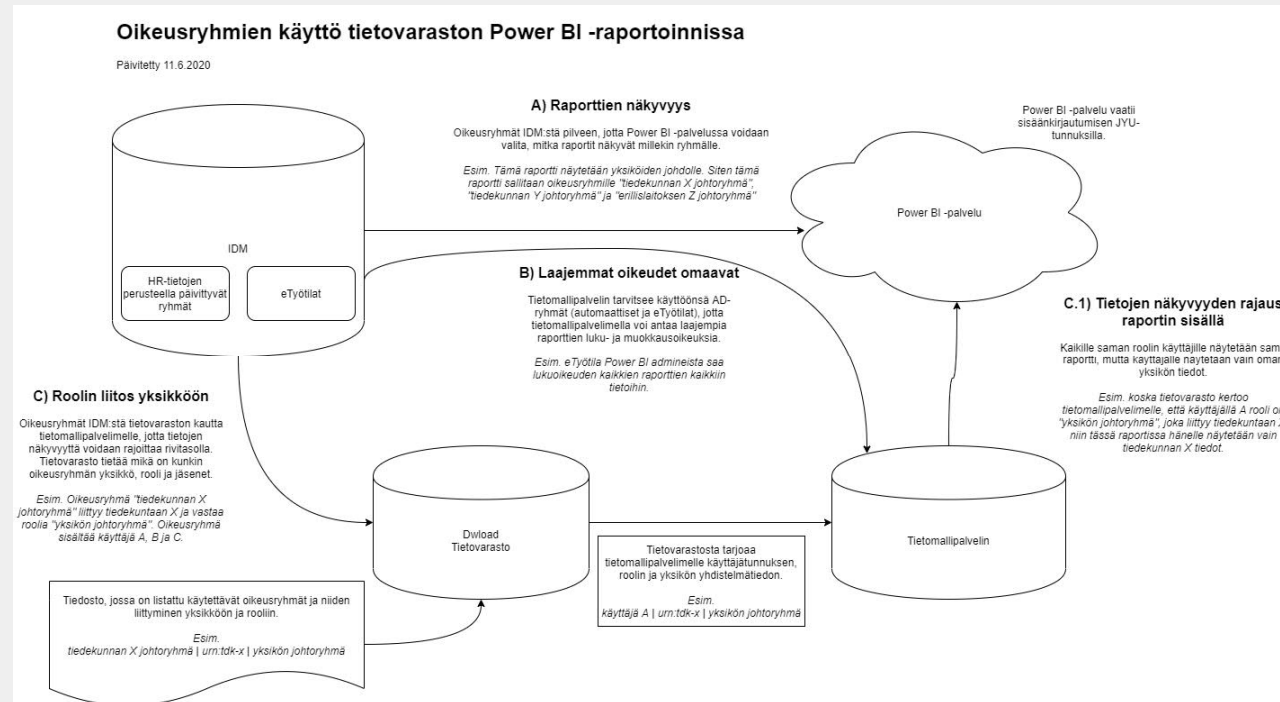 Oikeusryhmien käyttö tietovaraston Power BI -raportoinnissa
Päivitetty 11.6.2020
A) Raporttien näkyvyys
Oikeusryhmät IDM:stä pilveen, jotta Power BI -palvelussa voidaan
valita, mitka raportit näkyvät millekin ryhmälle.
Esim. Tämä raportti näytetään yksiköiden johdolle. Siten tämä
raportti sallitaan oikeusryhmille "tiedekunnan X johtoryhmä",
"tiedekunnan Y johtoryhmä" ja "erillislaitoksen Z johtoryhmä"
Power BI -palvelu vaatii
sisäänkirjautumisen JYU-
tunnuksilla.
Power BI -palvelu
IDM
HR-tietojen
perusteella päivittyvät
ryhmät
eTyötilat
B) Laajemmat oikeudet omaavat
Tietomallipalvelin tarvitsee käyttöönsä AD-
ryhmät (automaattiset ja eTyötilat), jotta
tietomallipalvelimella voi antaa laajempia
raporttien luku- ja muokkausoikeuksia.
Esim. eTyötila Power BI admineista saa
lukuoikeuden kaikkien raporttien kaikkien
tietoihin.
C.1) Tietojen näkyvyyden rajaus
raportin sisällä
Kaikille saman roolin käyttäjille näytetään sam
raportti, mutta käyttäjälle näytetään vain oman
yksikön tiedot.
Esim. koska tietovarasto kertoo
tietomallipalvelimelle, että käyttäjällä A rooli on
"yksikön johtoryhmä", joka liittyy tiedekuntaan X
niin tässä raportissa hänelle näytetään vain
tiedekunnan X tiedot.
C) Roolin liitos yksikköön
Oikeusryhmät IDM:stä tietovaraston kautta
tietomallipalvelimelle, jotta tietojen
näkyvyyttä voidaan rajoittaa rivitasolla.
Tietovarasto tietää mikä on kunkin
oikeusryhmän yksikkö, rooli ja jäsenet.
Esim. Oikeusryhmä "tiedekunnan X
johtoryhmä" liittyy tiedekuntaan X ja vastaa
roolia "yksikön johtoryhmä". Oikeusryhmä
sisältää käyttäjä A, B ja C.
Dwload
Tietovarasto
Tietomallipalvelin
Tietovarastosta tarjoaa
tietomallipalvelimelle käyttäjätunnuksen,
roolin ja yksikön yhdistelmätiedon.
Esim.
käyttäjä A | urn:tdk-x | yksikön johtoryhmä
Tiedosto, jossa on listattu käytettävät oikeusryhmät ja niiden
liittyminen yksikköön ja rooliin.
Esim.
tiedekunnan X johtoryhmä | urn:tdk-x | yksikön johtoryhmä